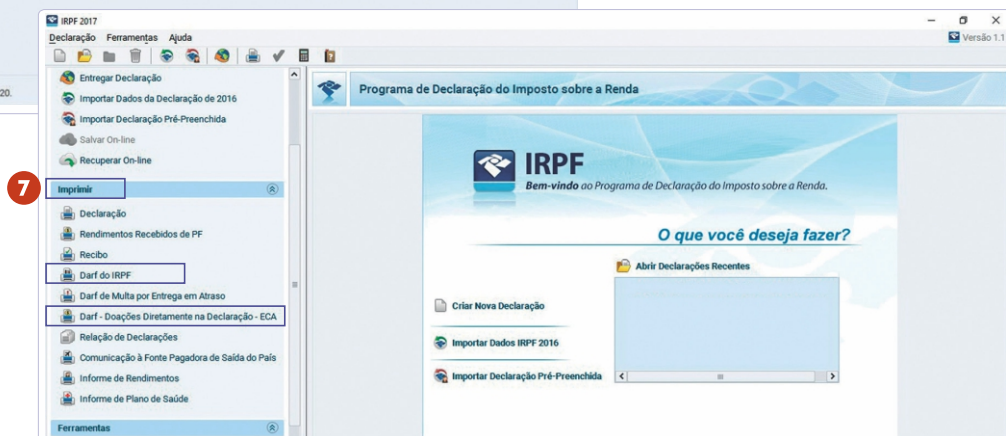 IRPF 2017
Declaração Ferramentas Ajuda
Versão 1.1
20.
Entregar Declaração
Importar Dados da Declaração de 2016
Importar Declaração Pré-Preenchida
Salvar On-line
Recuperar On-line
7
Imprimir
Declaração
Rendimentos Recebidos de PF
Recibo
Darf do IRPF
Darf de Multa por Entrega em Atraso
Darf - Doações Diretamente na Declaração - ECA
Relação de Declarações
Comunicação à Fonte Pagadora de Saída do País
Informe de Rendimentos
Informe de Plano de Saúde
Ferramentas
Programa de Declaração do Imposto sobre a Renda
IRPF
Bem-vindo ao Programa de Declaração do Imposto sobre a Renda.
O que você deseja fazer?
Abrir Declarações Recentes
Criar Nova Declaração
Importar Dados IRPF 2016
Importar Declaração Pré-Preenchida